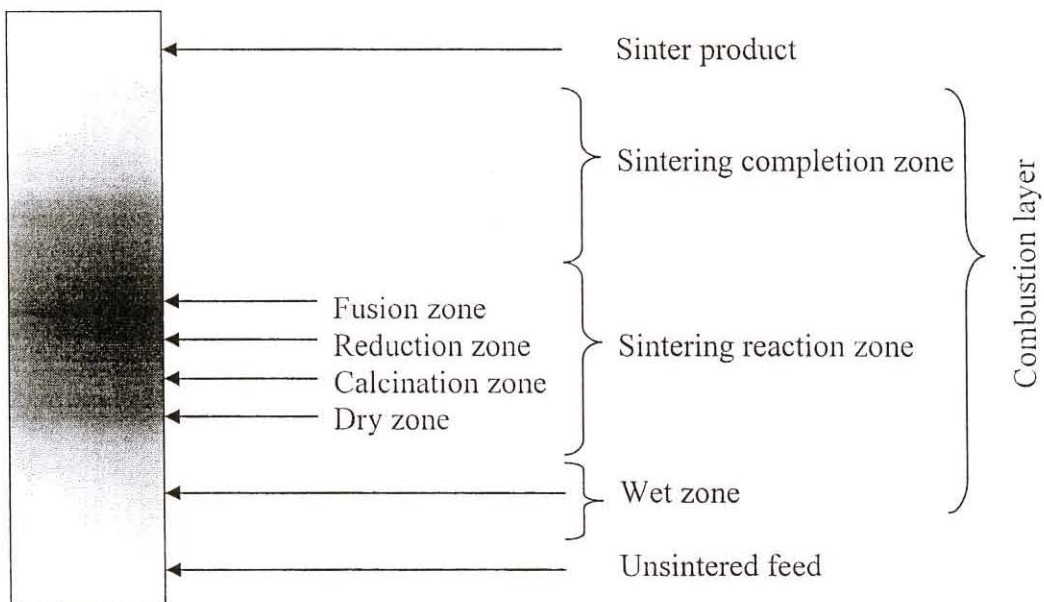 Sinter product
Sintering completion zone
Combustion layer
Fusion zone
Reduction zone
Sintering reaction zone
Calcination zone
Dry zone
Wet zone
Unsintered feed